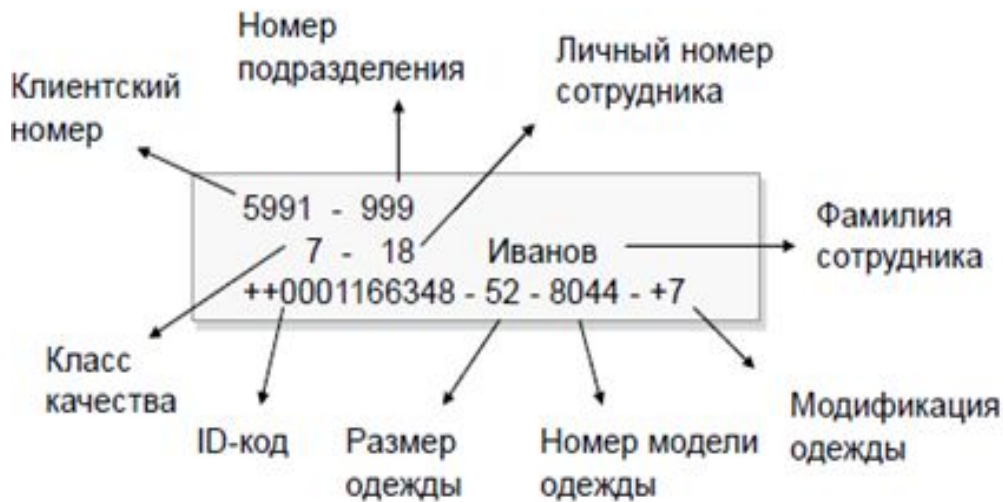 Номер
подразделения
Личный номер
сотрудника
Клиентский
номер
5991 - 999
7 - 18 Иванов
++0001166348 - 52 - 8044 - +7
Фамилия
сотрудника
Класс
качества
ID-код
Размер
одежды
Номер модели
одежды
Модификация
одежды